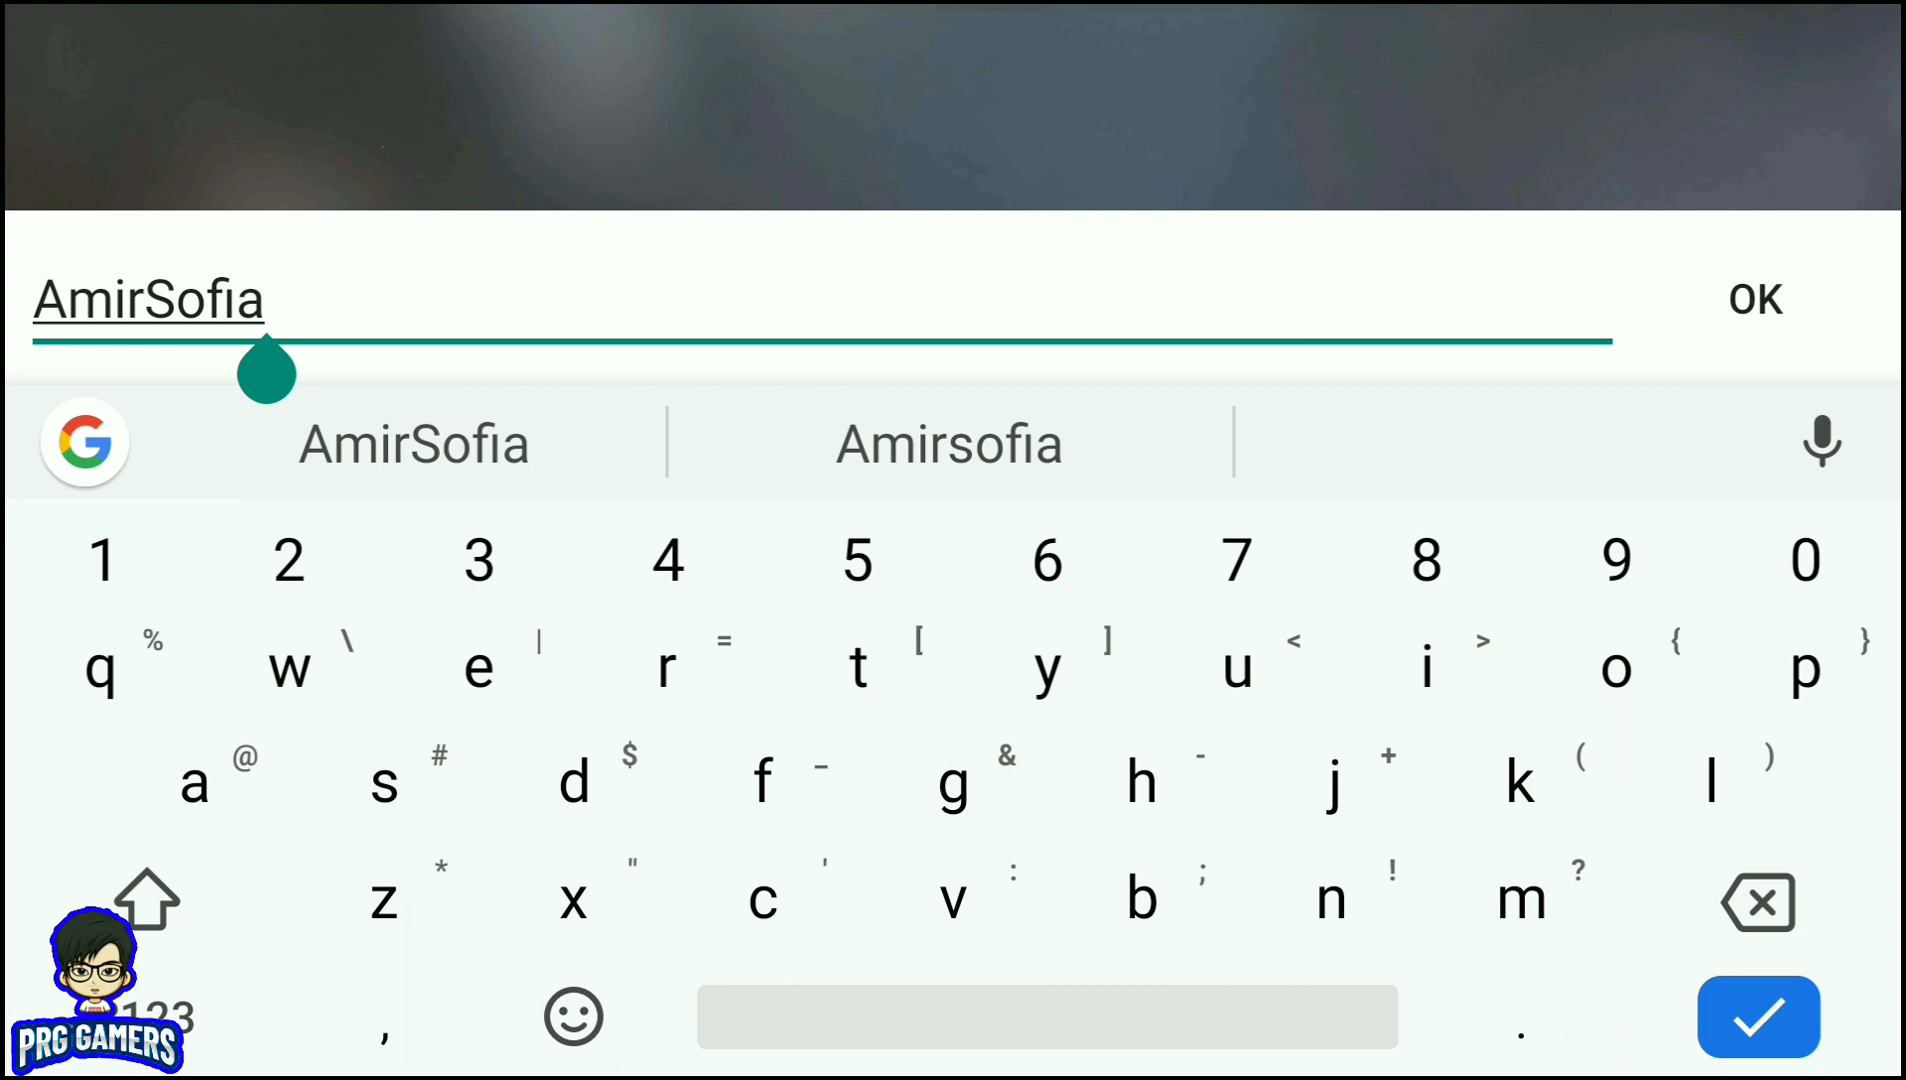 AmirSofia
OK
AmirSofia Amirsofia
1 2 3 4 5 6 7 8 9 0
q % w \ e | r = t [ y ] u < i > o { p }
a @ s # d $ f _ g & h - j + k ( l )
z * x " c ' v : b ; n ! m ?
123 , .
PRG GAMERS